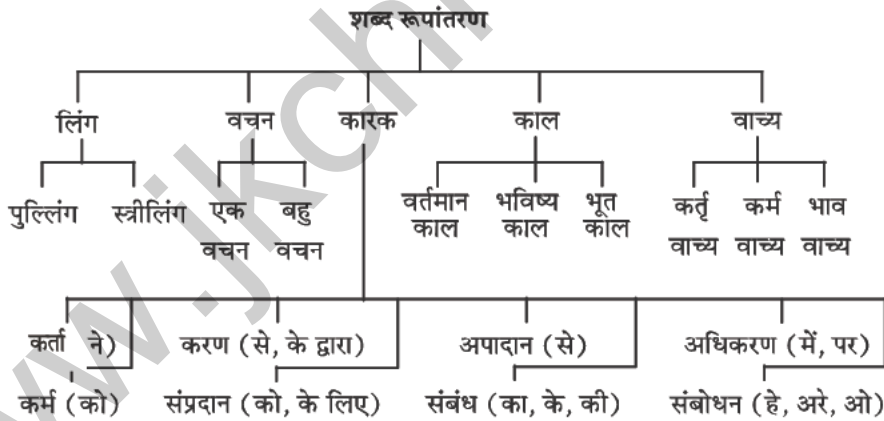 शब्द रूपांतरण
लिंग वचन कारक काल वाच्य
पुल्लिंग स्त्रीलिंग एक वचन बहु वचन वर्तमान काल भविष्य काल भूत काल कर्तृ वाच्य कर्म वाच्य भाव वाच्य
कर्ता ने) करण (से, के द्वारा) अपादान (से) अधिकरण (में, पर)
कर्म (को) संप्रदान (को, के लिए) संबंध (का, के, की) संबोधन (हे, अरे, ओ)